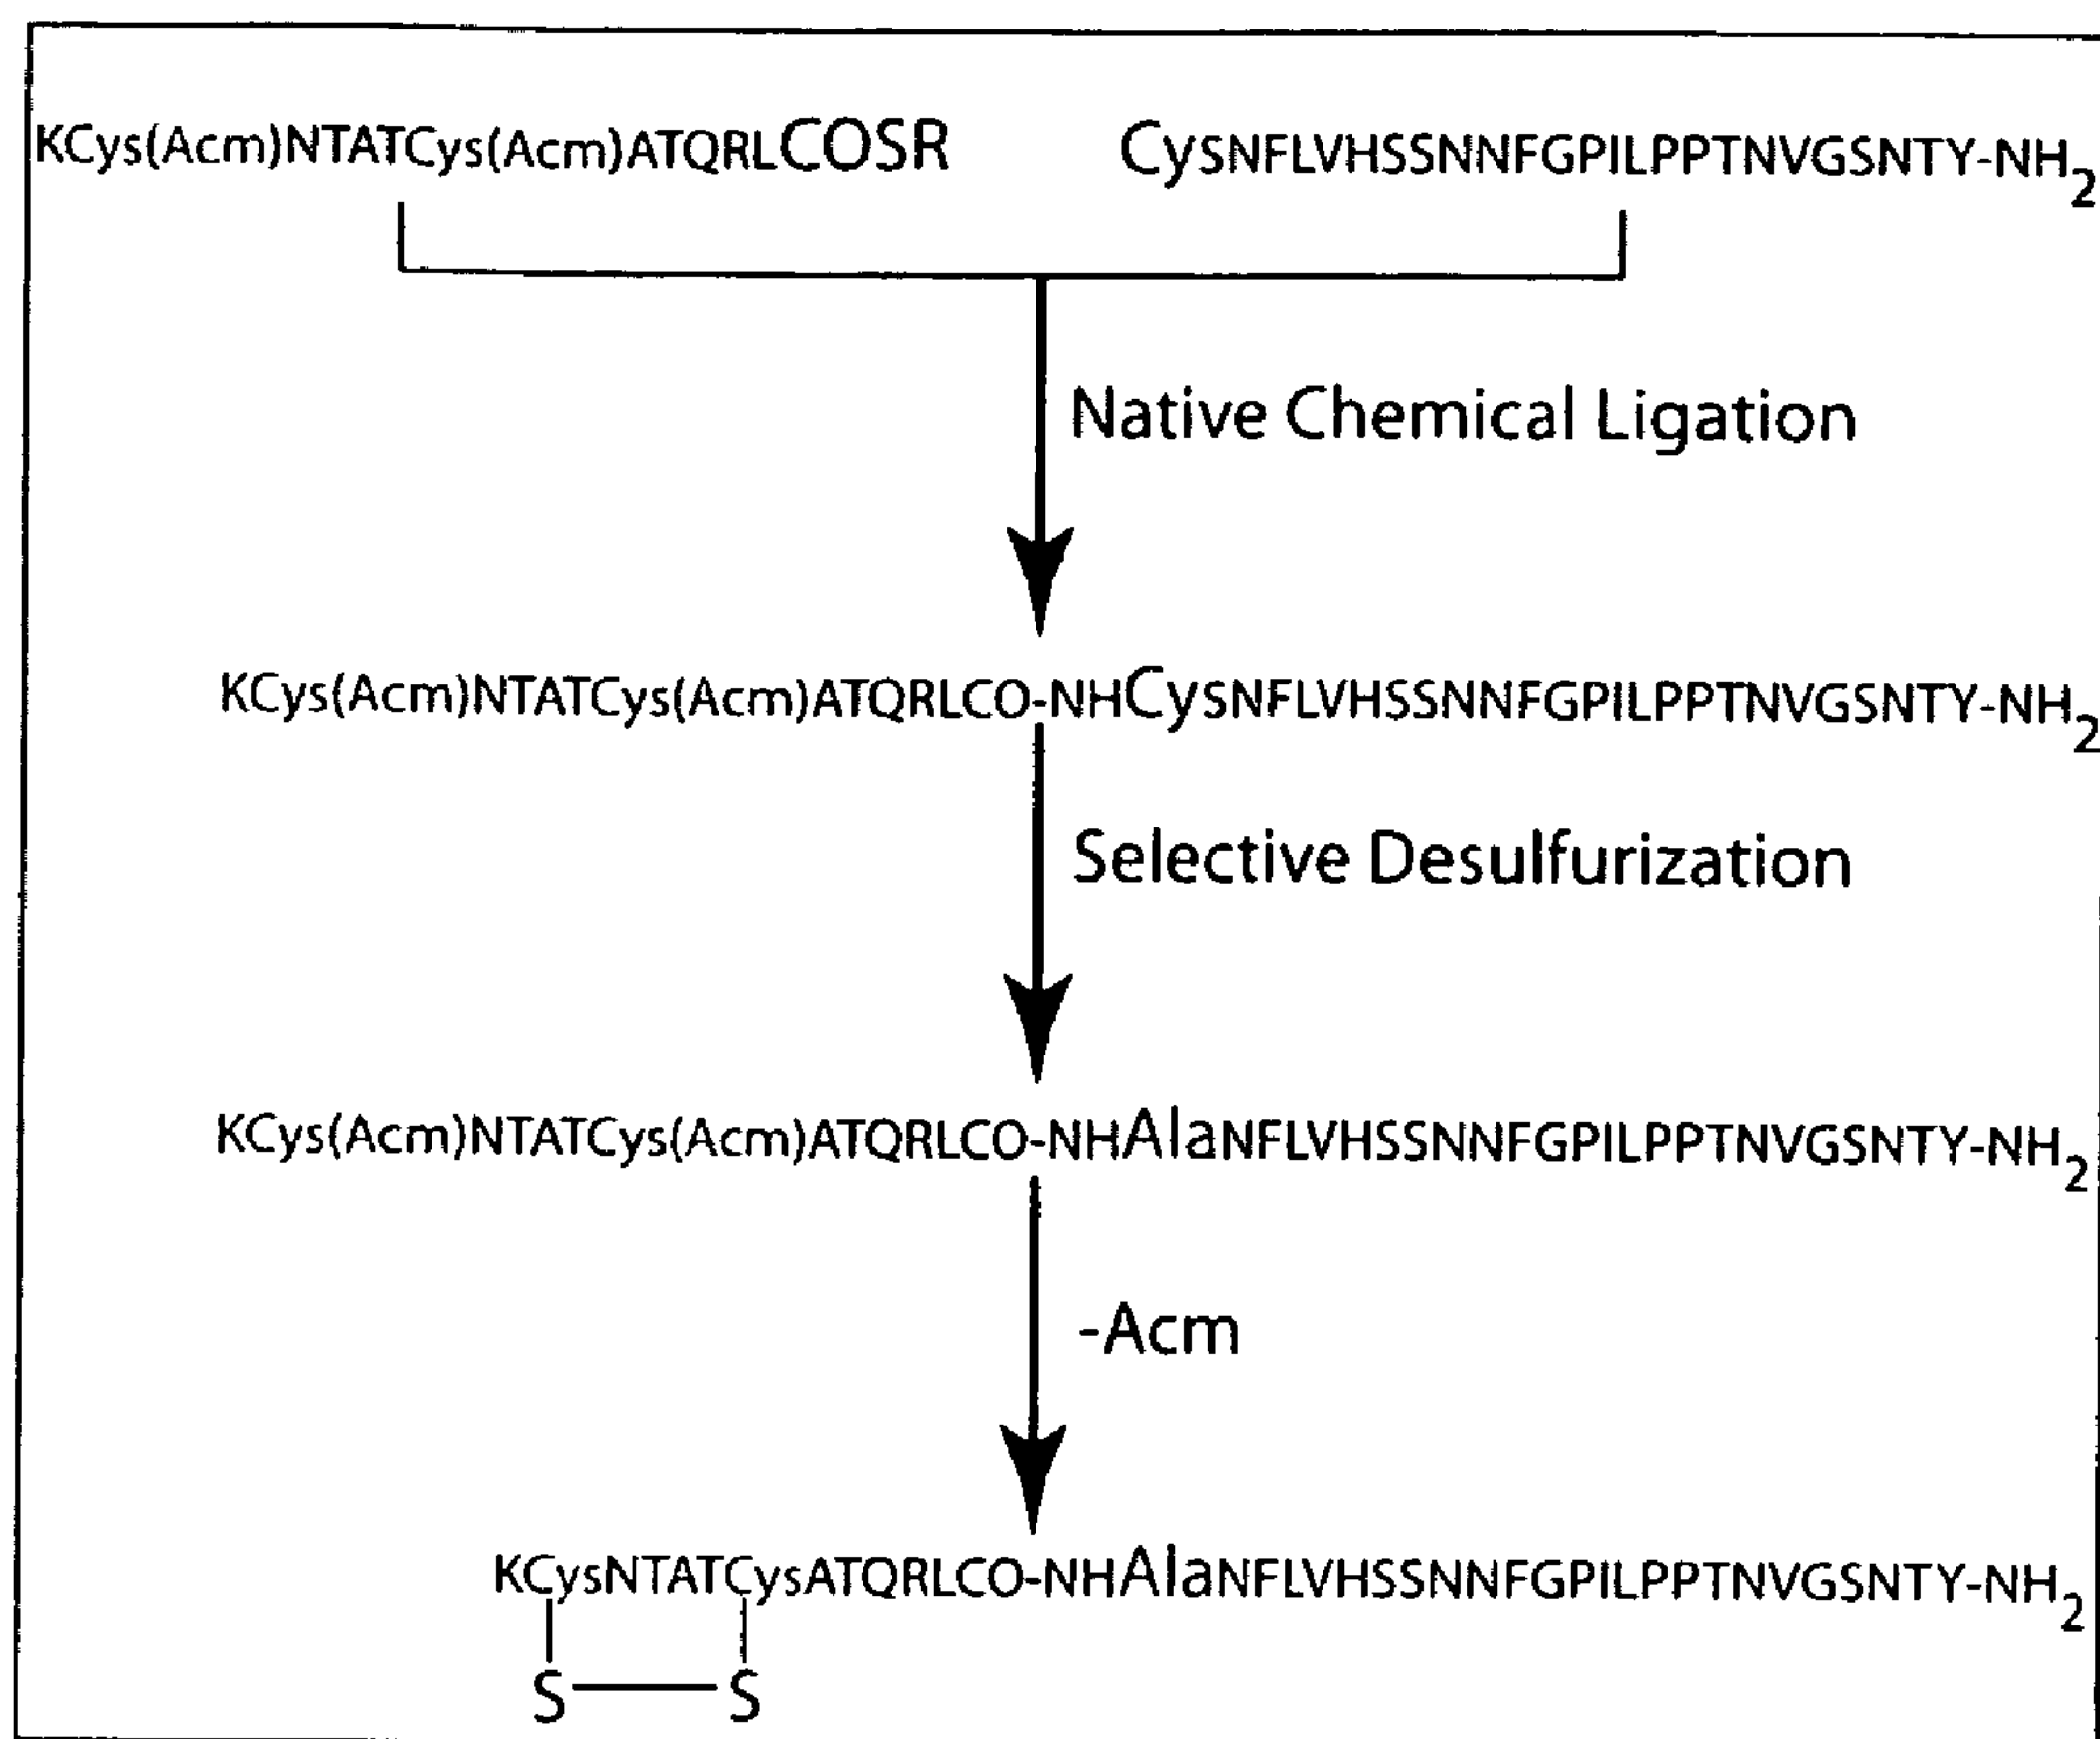 KCys(Acm)NTATCys(Acm)ATQRLCOSR CysNFLVHSSNNFGPILPPTNVGSNTY-NH2
Native Chemical Ligation
KCys(Acm)NTATCys(Acm)ATQRLCO-NHCysNFLVHSSNNFGPILPPTNVGSNTY-NH2
Selective Desulfurization
KCys(Acm)NTATCys(Acm)ATQRLCO-NHAlaNFLVHSSNNFGPILPPTNVGSNTY-NH2
-Acm
KCysNTATCysATQRLCO-NHAlaNFLVHSSNNFGPILPPTNVGSNTY-NH2
S S